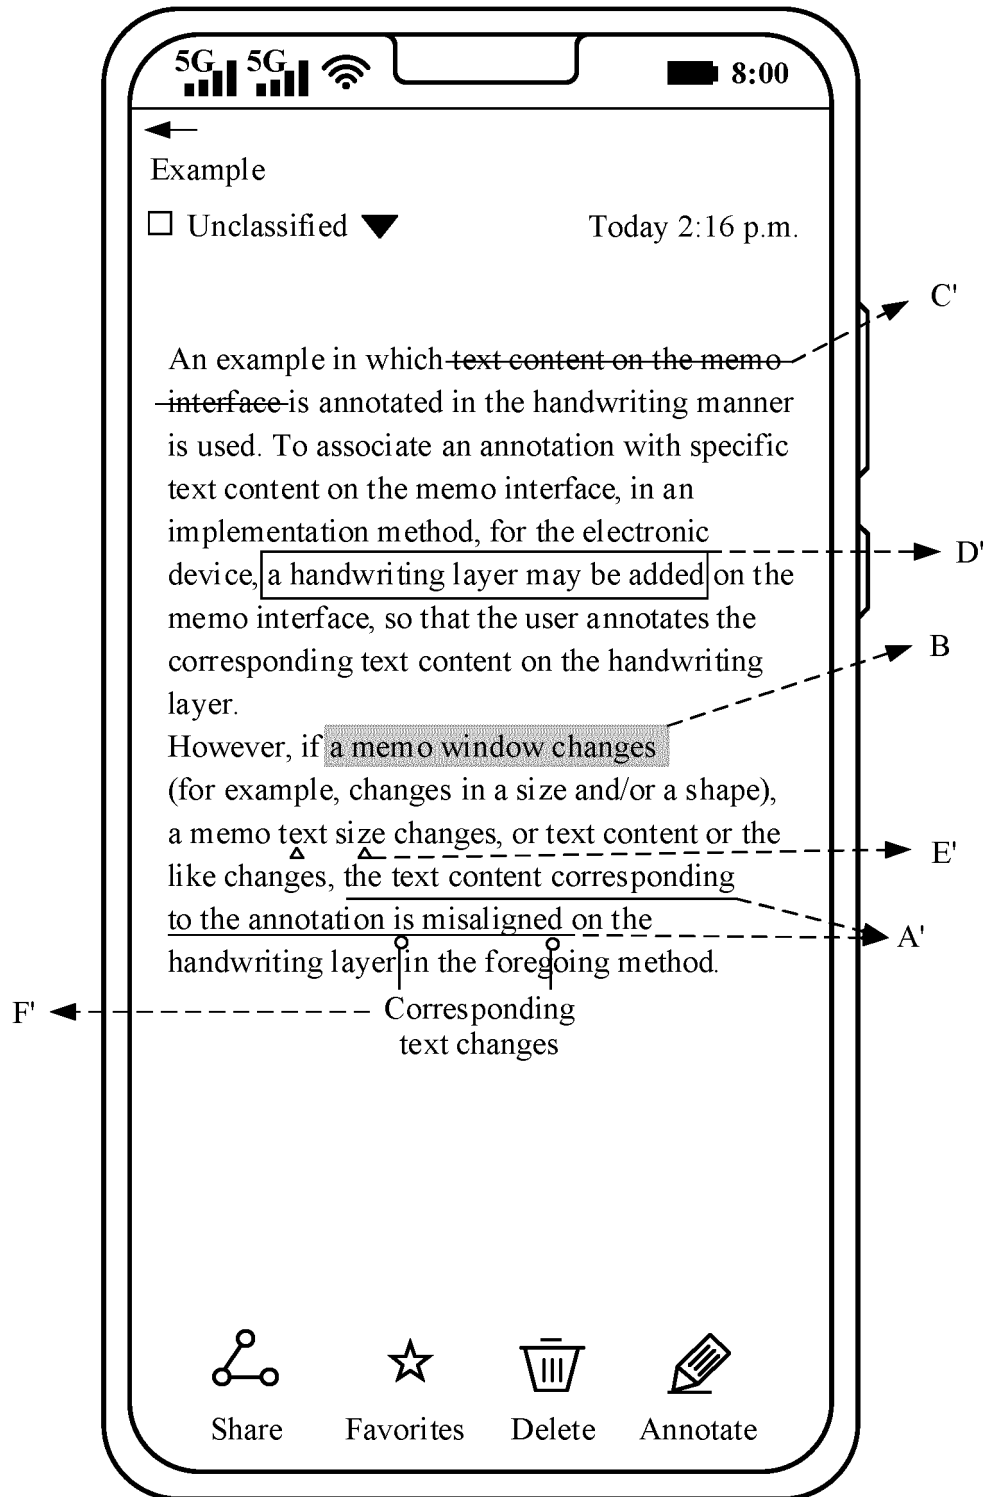 5G 5G 8:00
Example
Unclassified Today 2:16 p.m.
C'
An example in which text content on the memo
interface is annotated in the handwriting manner
is used. To associate an annotation with specific
text content on the memo interface, in an
implementation method, for the electronic
D'
device, a handwriting layer may be added on the
memo interface, so that the user annotates the
B
corresponding text content on the handwriting
layer.
However, if a memo window changes
(for example, changes in a size and/or a shape),
a memo text size changes, or text content or the
E'
like changes, the text content corresponding
to the annotation is misaligned on the
A'
handwriting layer in the foregoing method.
F'
Corresponding
text changes
Share Favorites Delete Annotate